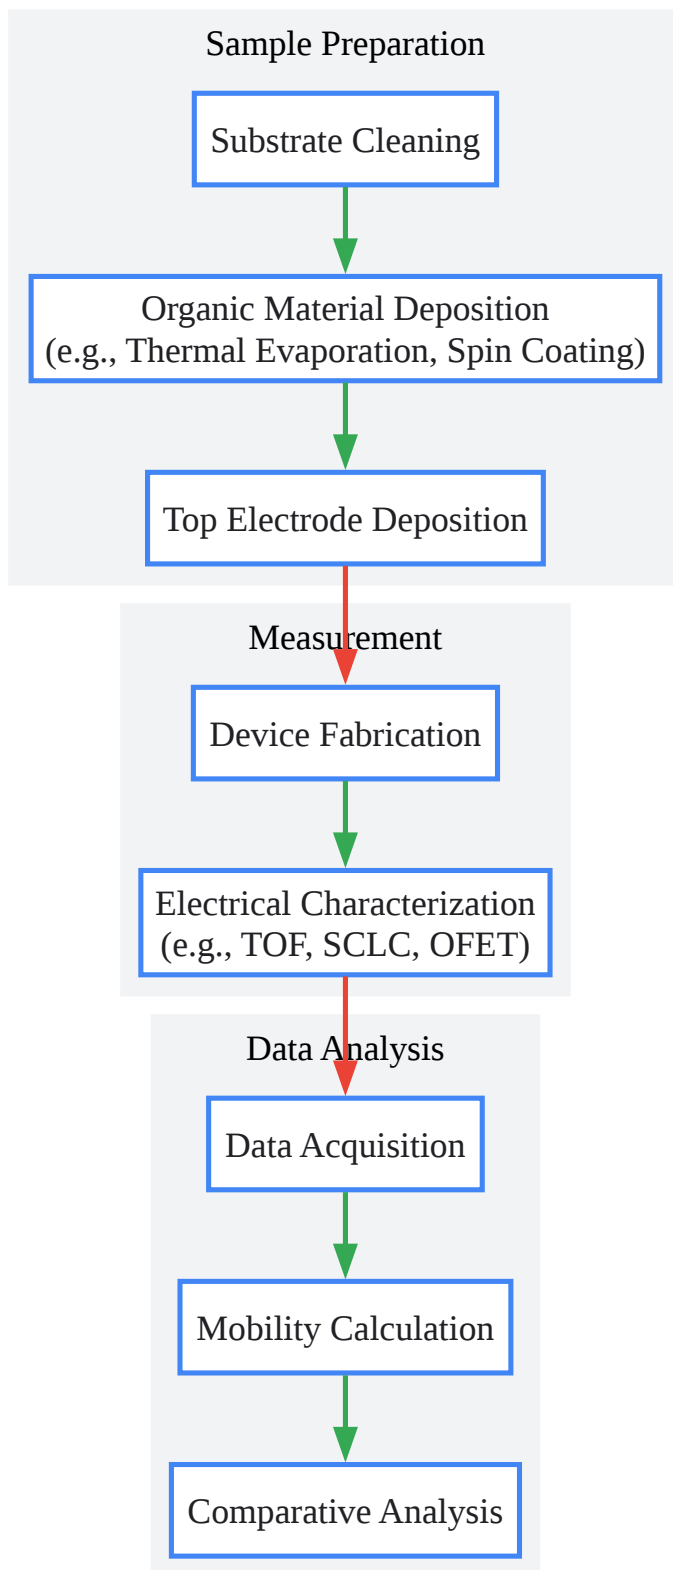 Sample Preparation
Substrate Cleaning
Organic Material Deposition
(e.g., Thermal Evaporation, Spin Coating)
Top Electrode Deposition
Measurement
Device Fabrication
Electrical Characterization
(e.g., TOF, SCLC, OFET)
Data Analysis
Data Acquisition
Mobility Calculation
Comparative Analysis